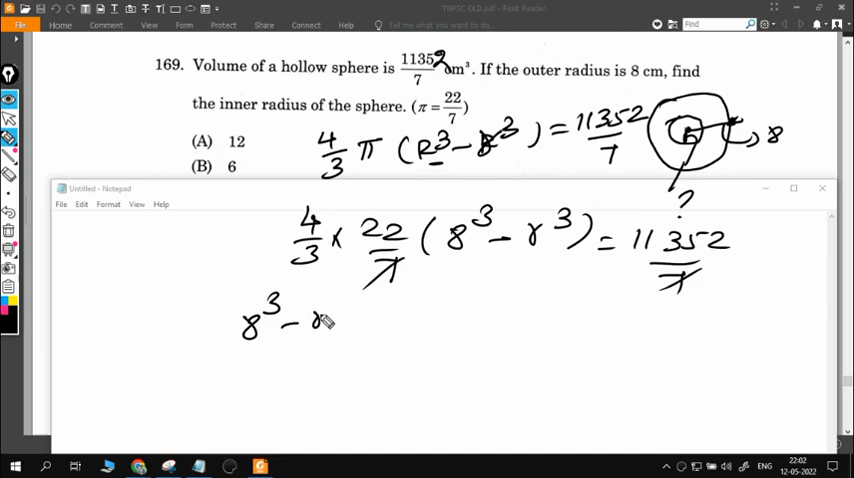 TNPSC OLD.pdf - Foxit Reader
File Home Comment View Form Protect Share Connect Help Tell me what you want to do... Find
169. Volume of a hollow sphere is 11352/7 cm³. If the outer radius is 8 cm, find
the inner radius of the sphere. (π = 22/7)
(A) 12
(B) 6
4/3 π (R³ - r³) = 11352/7
8
?
Untitled - Notepad
File Edit Format View Help
4/3 × 22/7 (8³ - r³) = 11352/7
8³ - r
ENG 22:02 12-05-2022